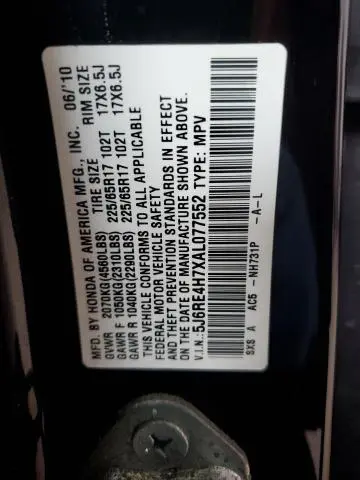 MFD. BY HONDA OF AMERICA MFG., INC. 06/'10
TIRE SIZE RIM SIZE
GVWR 2070KG(4560LBS)
GAWR F 1050KG(2310LBS) 225/65R17 102T 17X6.5J
GAWR R 1040KG(2290LBS) 225/65R17 102T 17X6.5J
THIS VEHICLE CONFORMS TO ALL APPLICABLE
FEDERAL MOTOR VEHICLE SAFETY AND THEFT
PREVENTION STANDARDS IN EFFECT
ON THE DATE OF MANUFACTURE SHOWN ABOVE.
V.I.N.: 5J6RE4H7XAL077552 TYPE: MPV
SXS A AC5 -NH731P -A-L